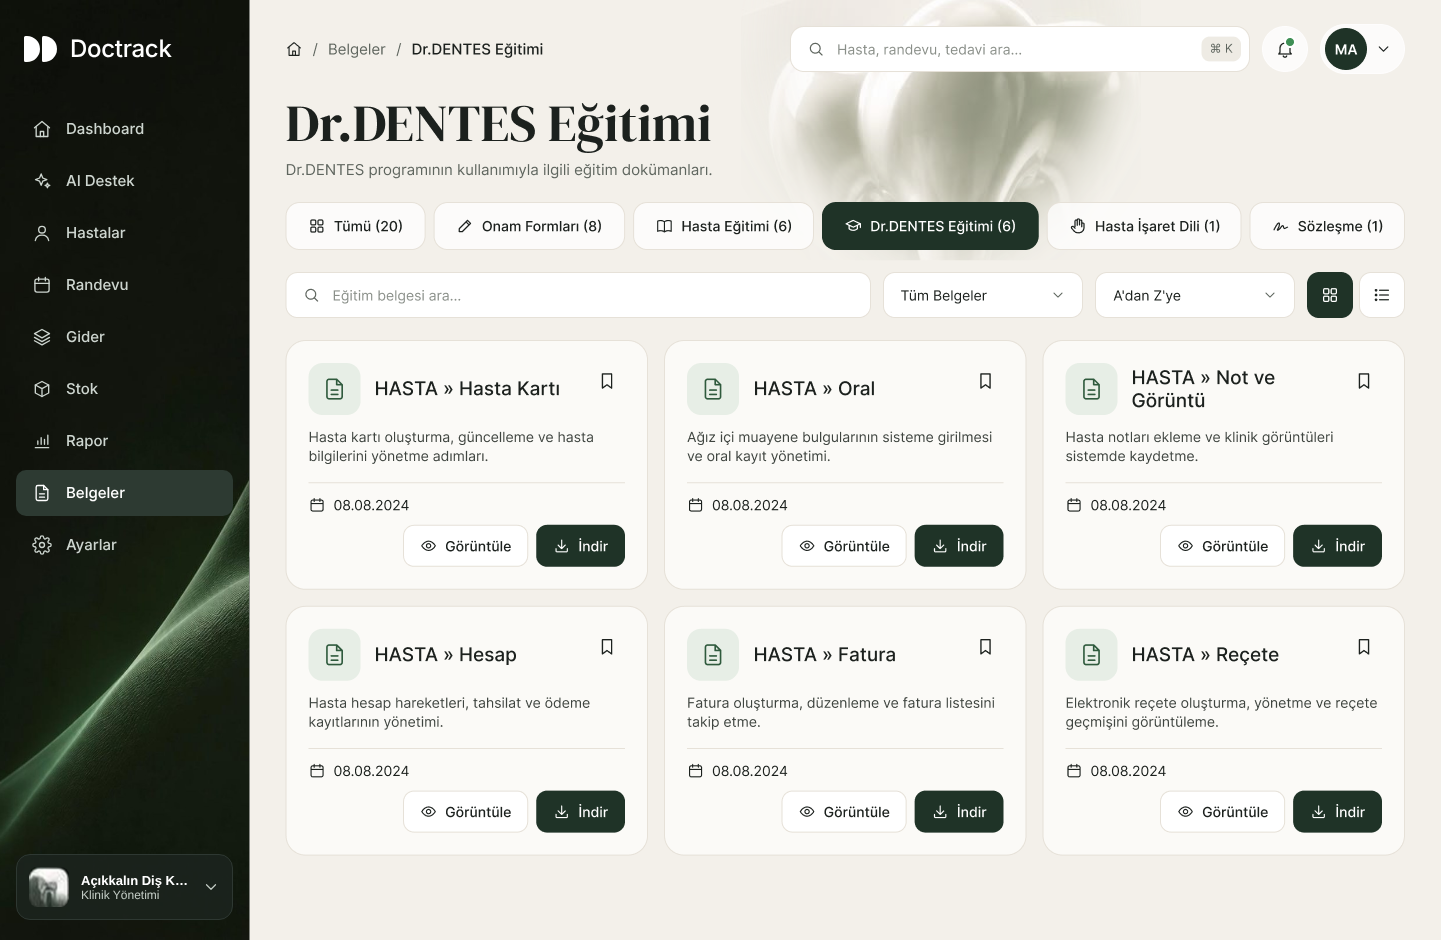 Doctrack
Dashboard
AI Destek
Hastalar
Randevu
Gider
Stok
Rapor
Belgeler
Ayarlar
Açıkkalın Diş K...
Klinik Yönetimi
/ Belgeler / Dr.DENTES Eğitimi
Hasta, randevu, tedavi ara...
⌘ K
MA
Dr.DENTES Eğitimi
Dr.DENTES programının kullanımıyla ilgili eğitim dokümanları.
Tümü (20)
Onam Formları (8)
Hasta Eğitimi (6)
Dr.DENTES Eğitimi (6)
Hasta İşaret Dili (1)
Sözleşme (1)
Eğitim belgesi ara...
Tüm Belgeler
A'dan Z'ye
HASTA » Hasta Kartı
Hasta kartı oluşturma, güncelleme ve hasta
bilgilerini yönetme adımları.
08.08.2024
Görüntüle
İndir
HASTA » Oral
Ağız içi muayene bulgularının sisteme girilmesi
ve oral kayıt yönetimi.
08.08.2024
Görüntüle
İndir
HASTA » Not ve
Görüntü
Hasta notları ekleme ve klinik görüntüleri
sistemde kaydetme.
08.08.2024
Görüntüle
İndir
HASTA » Hesap
Hasta hesap hareketleri, tahsilat ve ödeme
kayıtlarının yönetimi.
08.08.2024
Görüntüle
İndir
HASTA » Fatura
Fatura oluşturma, düzenleme ve fatura listesini
takip etme.
08.08.2024
Görüntüle
İndir
HASTA » Reçete
Elektronik reçete oluşturma, yönetme ve reçete
geçmişini görüntüleme.
08.08.2024
Görüntüle
İndir